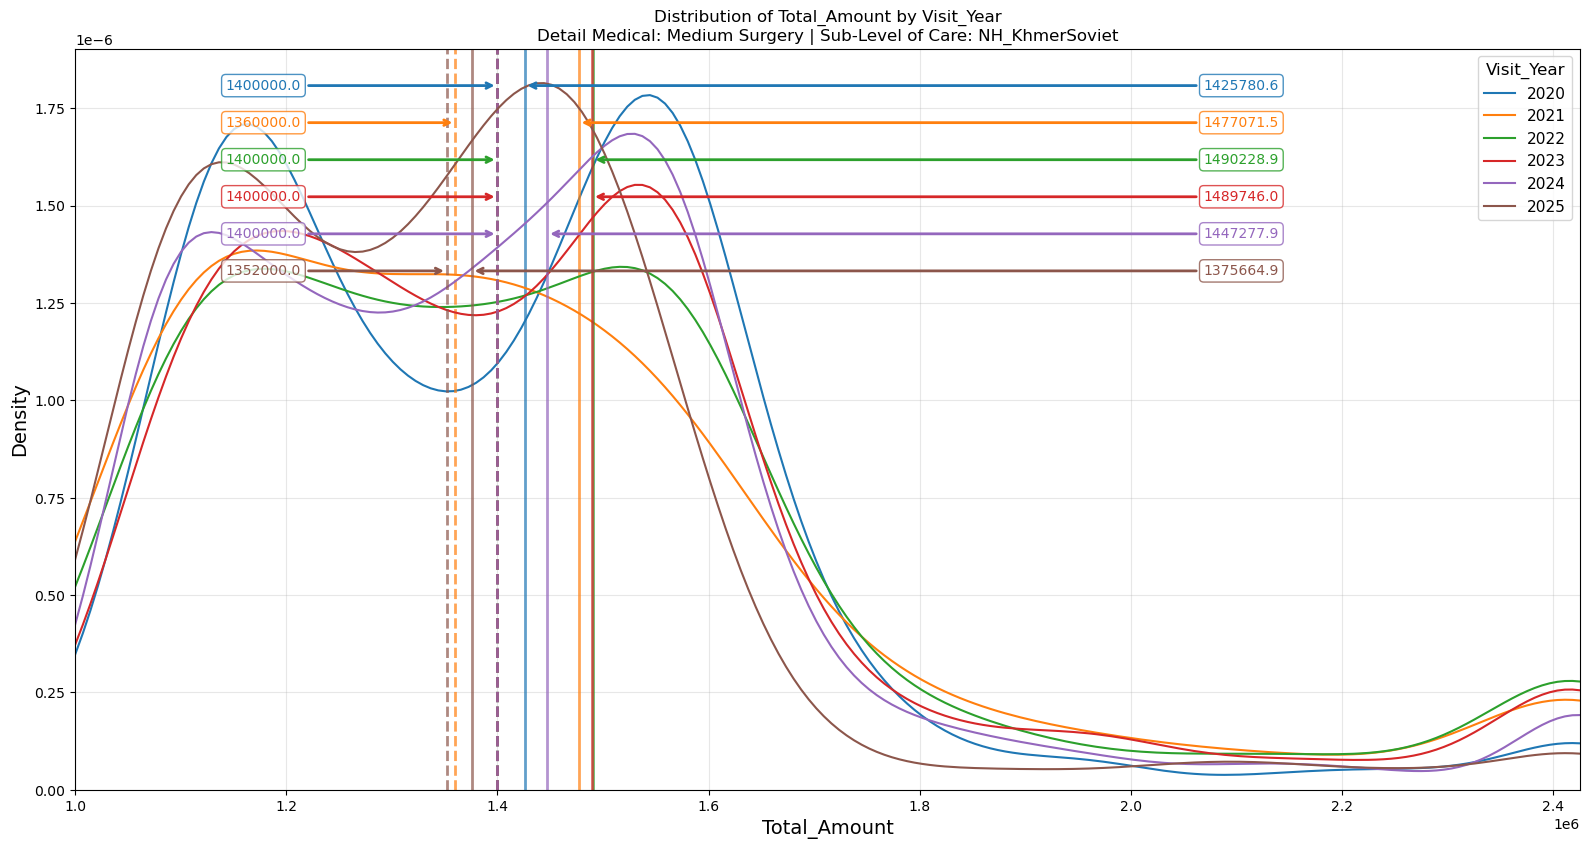 Distribution of Total_Amount by Visit_Year
Detail Medical: Medium Surgery | Sub-Level of Care: NH_KhmerSoviet
1e−6
Visit_Year
2020
2021
2022
2023
2024
2025
1400000.0 1425780.6
1360000.0 1477071.5
1400000.0 1490228.9
1400000.0 1489746.0
1400000.0 1447277.9
1352000.0 1375664.9
1.75
1.50
1.25
1.00
0.75
0.50
0.25
0.00
Density
1.0 1.2 1.4 1.6 1.8 2.0 2.2 2.4
1e6
Total_Amount